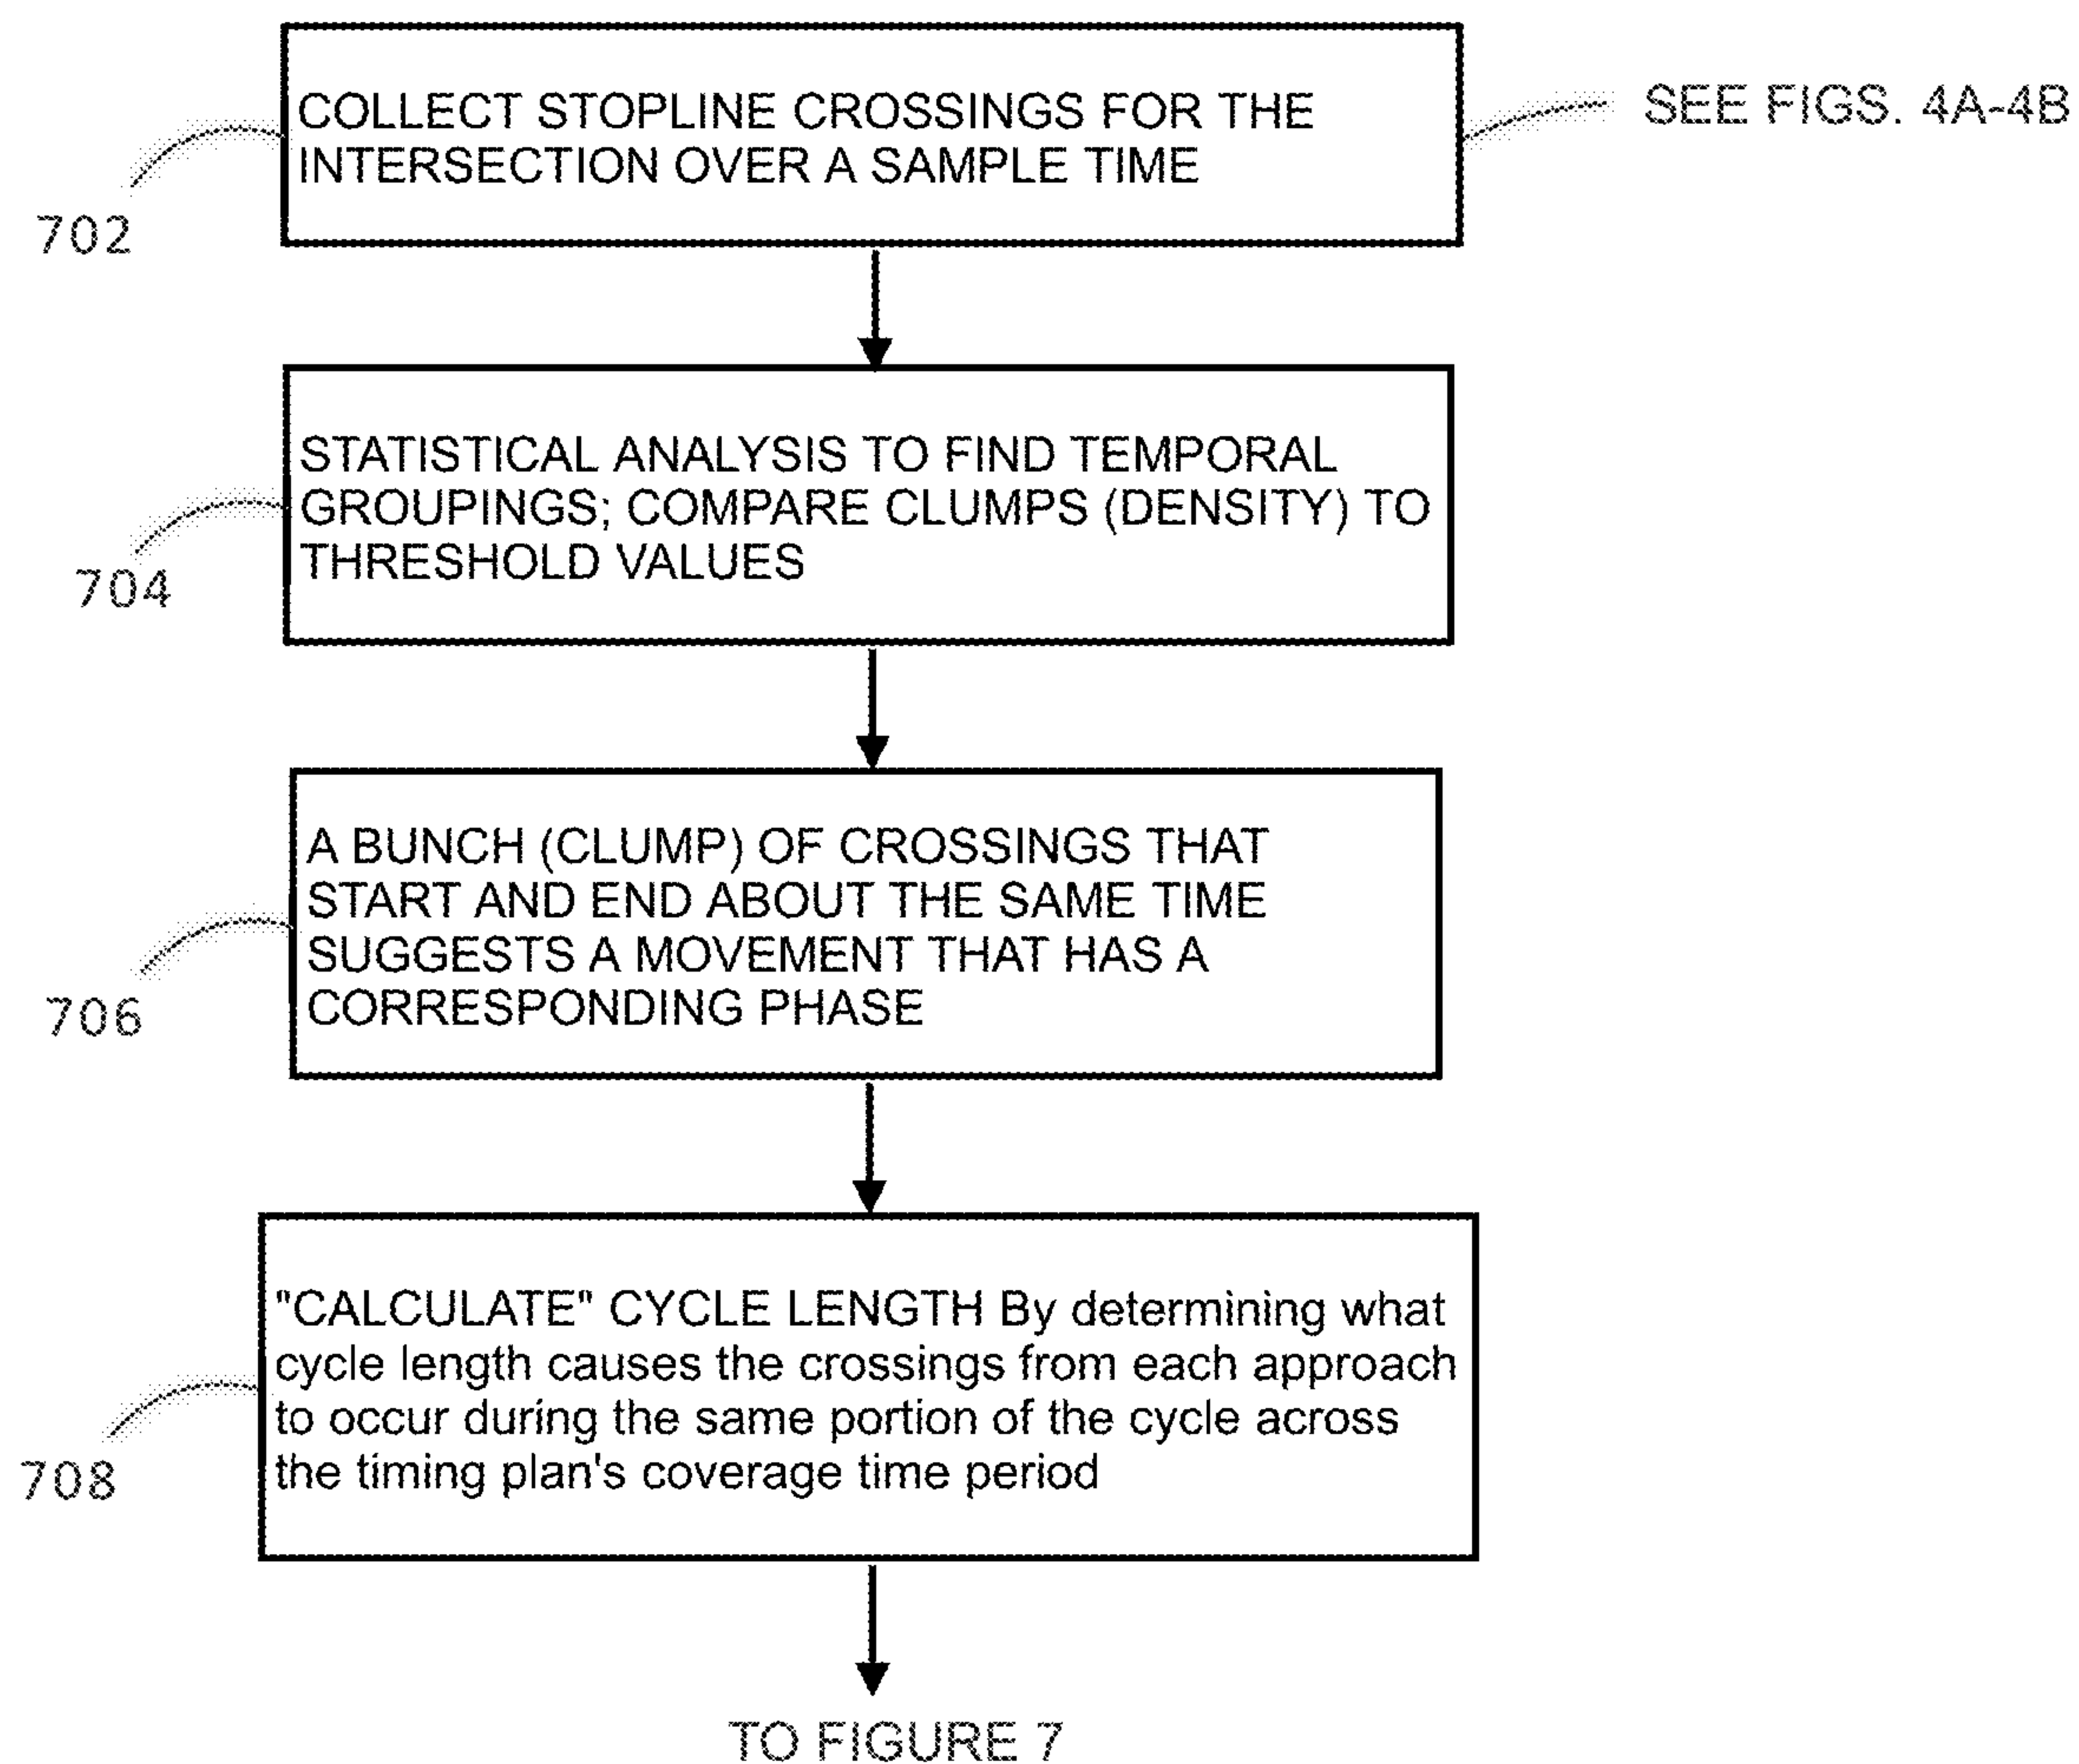 COLLECT STOPLINE CROSSINGS FOR THE
INTERSECTION OVER A SAMPLE TIME
SEE FIGS. 4A-4B
702
STATISTICAL ANALYSIS TO FIND TEMPORAL
GROUPINGS; COMPARE CLUMPS (DENSITY) TO
THRESHOLD VALUES
704
A BUNCH (CLUMP) OF CROSSINGS THAT
START AND END ABOUT THE SAME TIME
SUGGESTS A MOVEMENT THAT HAS A
CORRESPONDING PHASE
706
"CALCULATE" CYCLE LENGTH By determining what
cycle length causes the crossings from each approach
to occur during the same portion of the cycle across
the timing plan's coverage time period
708
TO FIGURE 7